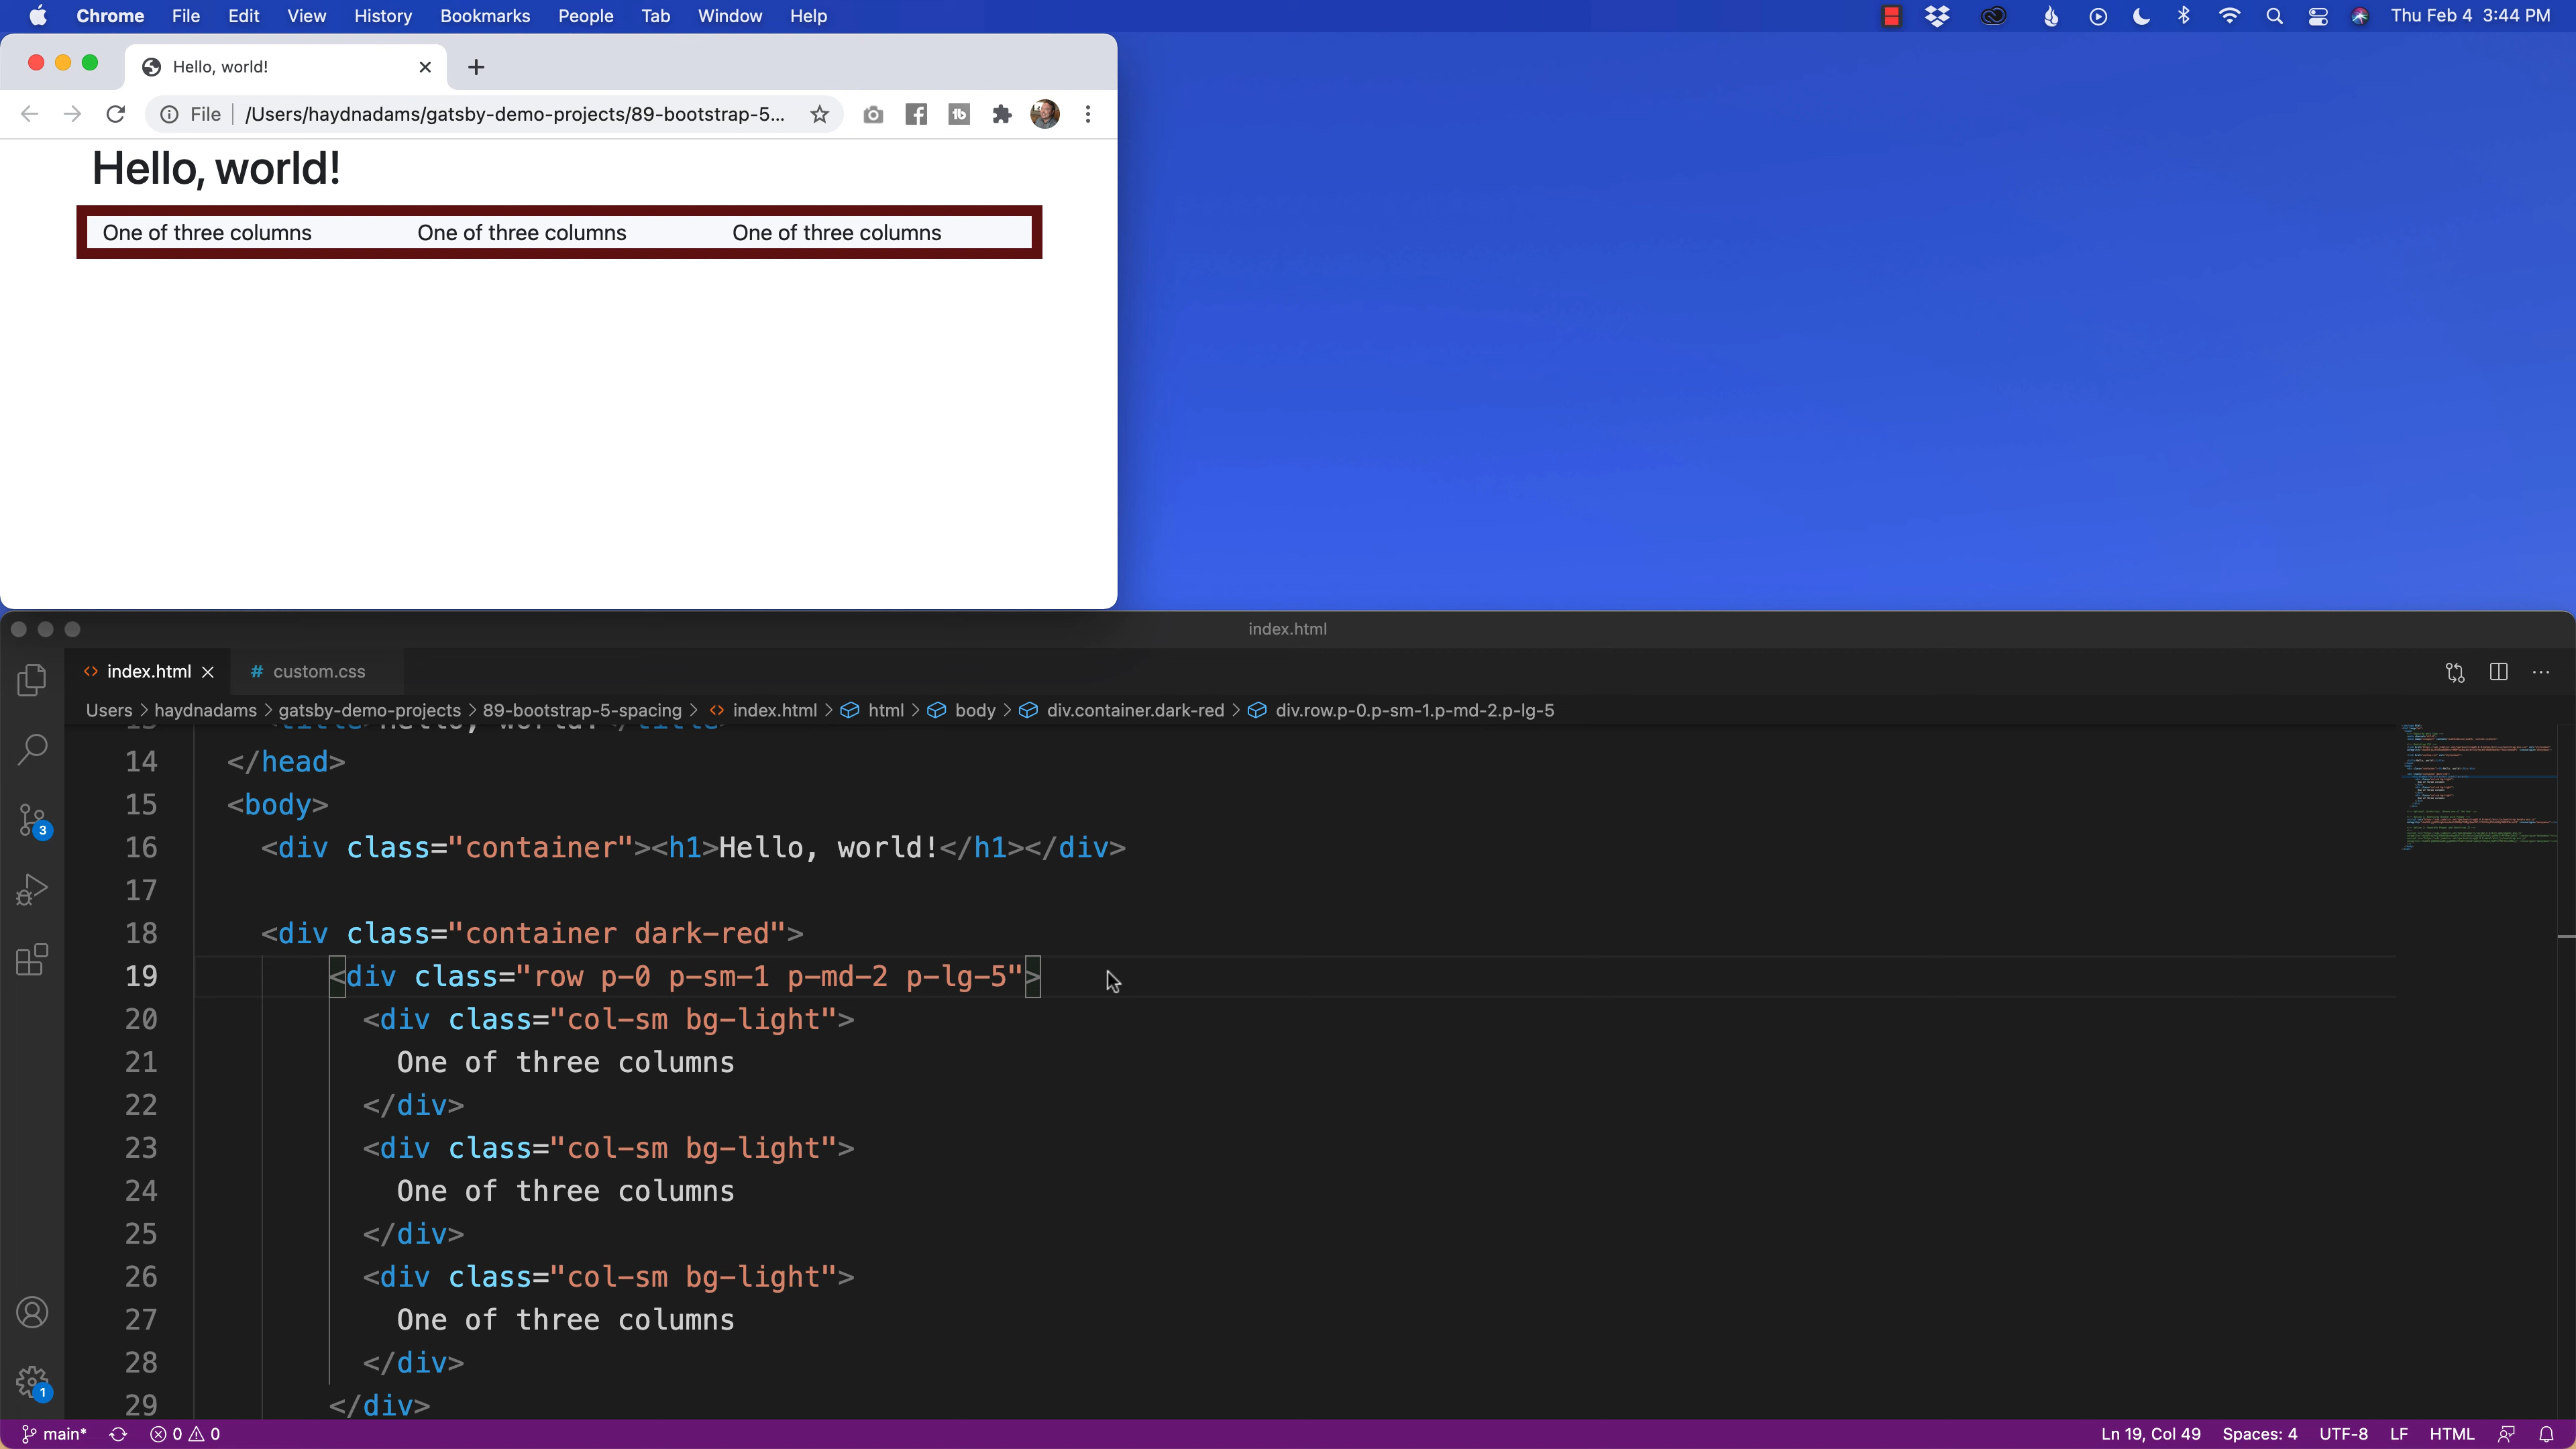 Chrome File Edit View History Bookmarks People Tab Window Help Thu Feb 4 3:44 PM
Hello, world!
File /Users/haydnadams/gatsby-demo-projects/89-bootstrap-5...
Hello, world!
One of three columns One of three columns One of three columns
index.html
<> index.html # custom.css
Users > haydnadams > gatsby-demo-projects > 89-bootstrap-5-spacing > <> index.html > html > body > div.container.dark-red > div.row.p-0.p-sm-1.p-md-2.p-lg-5
14 </head>
15 <body>
16 <div class="container"><h1>Hello, world!</h1></div>
17
18 <div class="container dark-red">
19 <div class="row p-0 p-sm-1 p-md-2 p-lg-5">
20 <div class="col-sm bg-light">
21 One of three columns
22 </div>
23 <div class="col-sm bg-light">
24 One of three columns
25 </div>
26 <div class="col-sm bg-light">
27 One of three columns
28 </div>
29 </div>
3
1
main* 0 0 Ln 19, Col 49 Spaces: 4 UTF-8 LF HTML